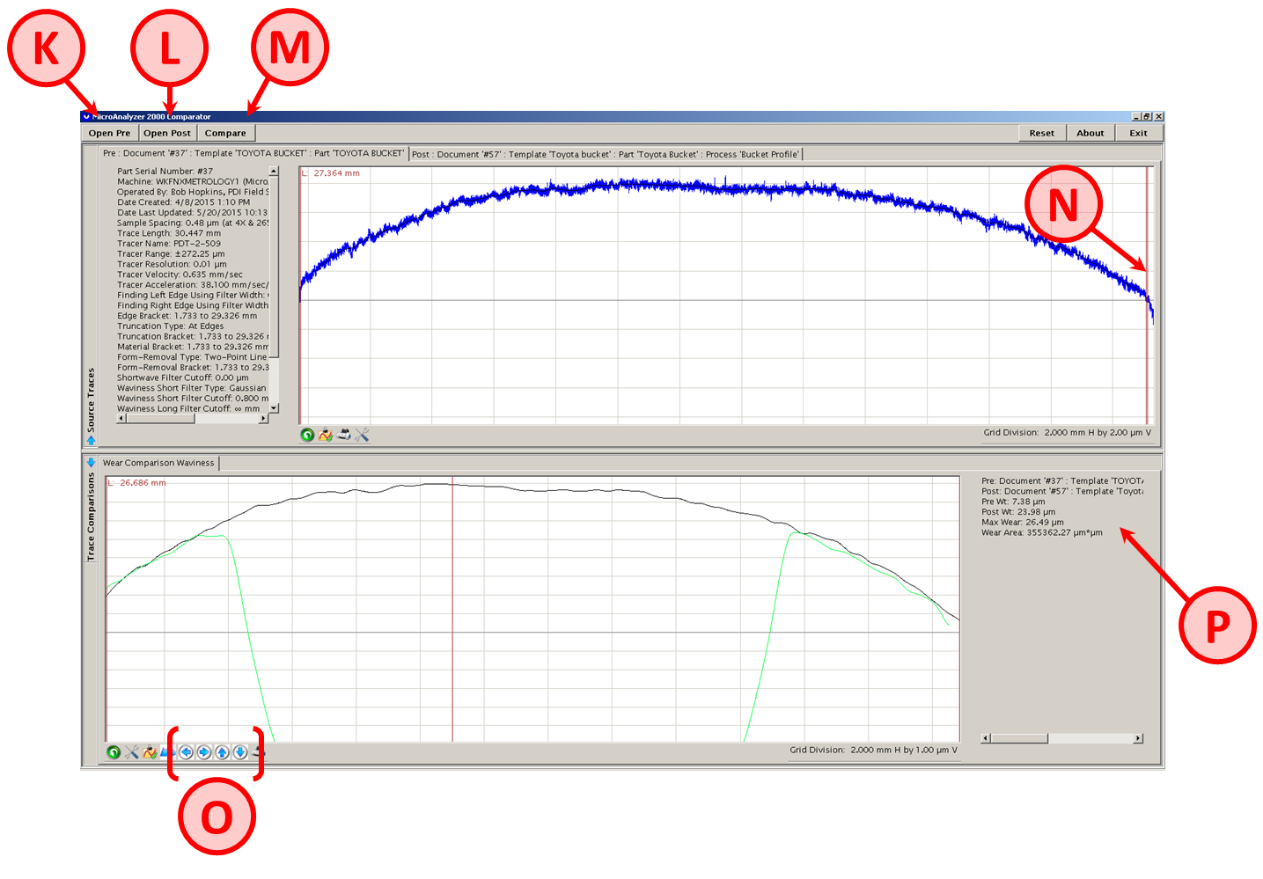 K L M
MicroAnalyzer 2000 Comparator
Open Pre Open Post Compare Reset About Exit
Pre : Document '#37' : Template 'TOYOTA BUCKET' : Part 'TOYOTA BUCKET' Post : Document '#57' : Template 'Toyota bucket' : Part 'Toyota Bucket' : Process 'Bucket Profile'
Part Serial Number: #37
Machine: WKFNXMETROLOGY1 (Micro
Operated By: Bob Hopkins, PDI Field S
Date Created: 4/8/2015 1:10 PM
Date Last Updated: 5/20/2015 10:13
Sample Spacing: 0.48 µm (at 4X & 265
Trace Length: 30.447 mm
Tracer Name: PDT-2-509
Tracer Range: ±272.25 µm
Tracer Resolution: 0.01 µm
Tracer Velocity: 0.635 mm/sec
Tracer Acceleration: 38.100 mm/sec/
Finding Left Edge Using Filter Width:
Finding Right Edge Using Filter Width
Edge Bracket: 1.733 to 29.326 mm
Truncation Type: At Edges
Truncation Bracket: 1.733 to 29.326
Material Bracket: 1.733 to 29.326 mm
Form-Removal Type: Two-Point Line
Form-Removal Bracket: 1.733 to 29.3
Shortwave Filter Cutoff: 0.00 µm
Waviness Short Filter Type: Gaussian
Waviness Short Filter Cutoff: 0.800 m
Waviness Long Filter Cutoff: ∞ mm
Source Traces
L: 27.364 mm
N
Grid Division: 2.000 mm H by 2.00 µm V
Trace Comparisons
Wear Comparison Waviness
L: 26.686 mm
Pre: Document '#37' : Template 'TOYOT
Post: Document '#57' : Template 'Toyot
Pre Wt: 7.38 µm
Post Wt: 23.98 µm
Max Wear: 26.49 µm
Wear Area: 355362.27 µm*µm
P
Grid Division: 2.000 mm H by 1.00 µm V
O